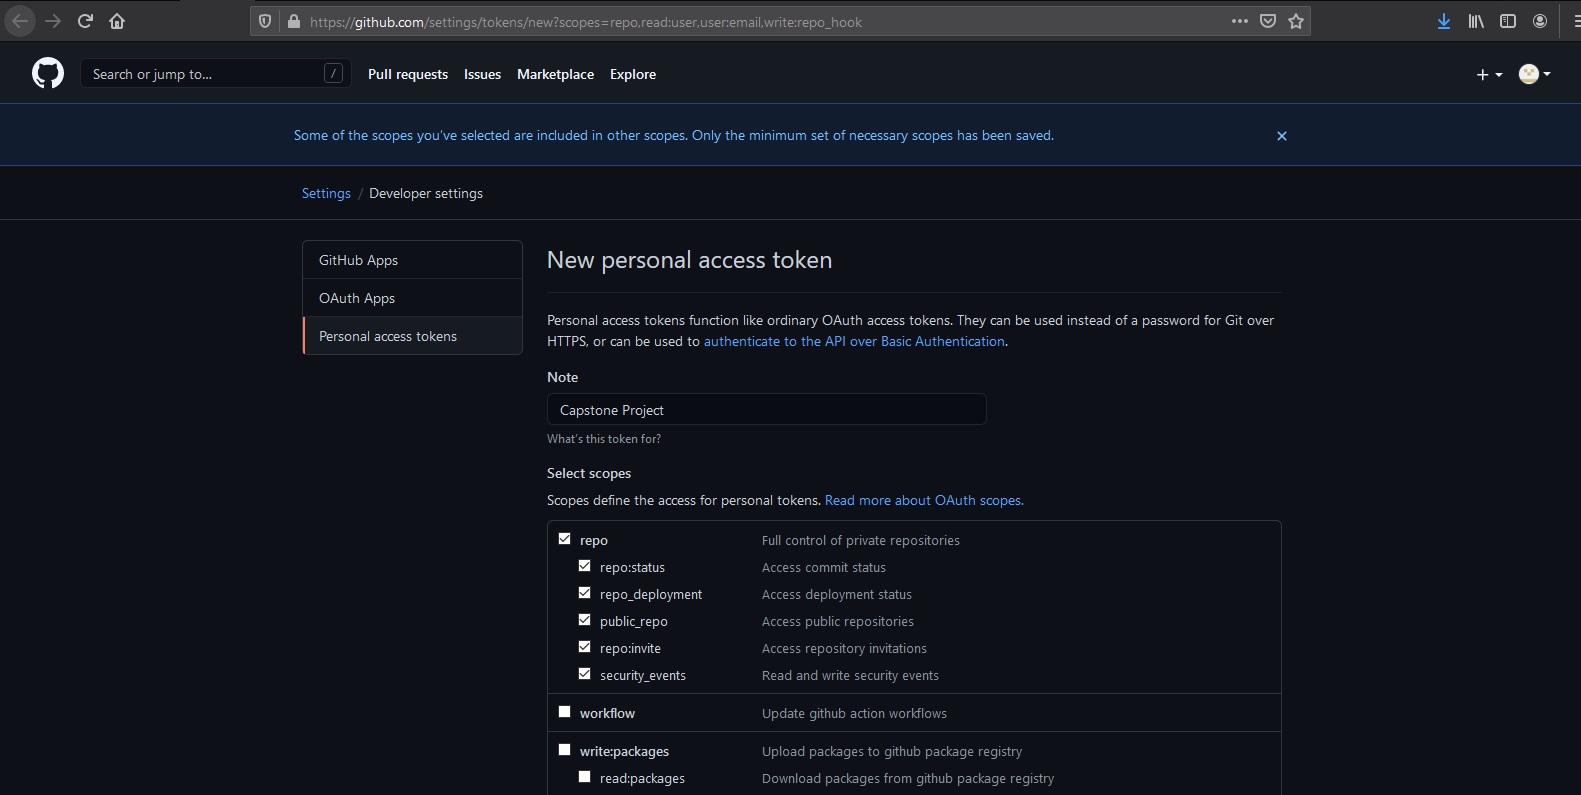 https://github.com/settings/tokens/new?scopes=repo,read:user,user:email,write:repo_hook
Search or jump to... / Pull requests Issues Marketplace Explore
Some of the scopes you've selected are included in other scopes. Only the minimum set of necessary scopes has been saved.
Settings / Developer settings
GitHub Apps
OAuth Apps
Personal access tokens
New personal access token
Personal access tokens function like ordinary OAuth access tokens. They can be used instead of a password for Git over
HTTPS, or can be used to authenticate to the API over Basic Authentication.
Note
Capstone Project
What's this token for?
Select scopes
Scopes define the access for personal tokens. Read more about OAuth scopes.
repo Full control of private repositories
repo:status Access commit status
repo_deployment Access deployment status
public_repo Access public repositories
repo:invite Access repository invitations
security_events Read and write security events
workflow Update github action workflows
write:packages Upload packages to github package registry
read:packages Download packages from github package registry